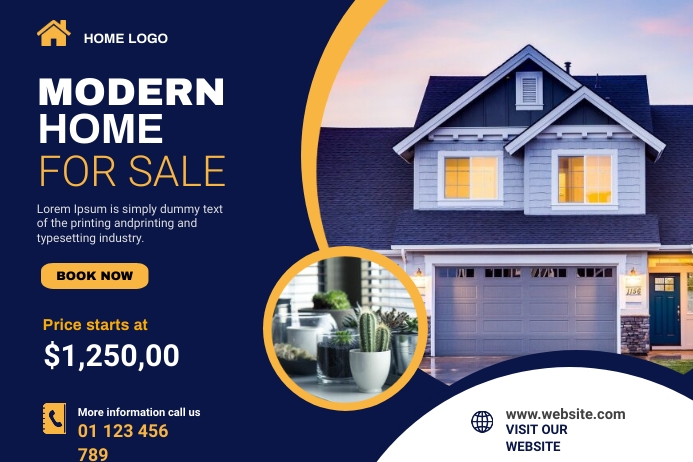 HOME LOGO
MODERN
HOME
FOR SALE
Lorem Ipsum is simply dummy text
of the printing andprinting and
typesetting industry.
BOOK NOW
Price starts at
$1,250,00
More information call us
01 123 456
789
1156
www.website.com
VISIT OUR
WEBSITE